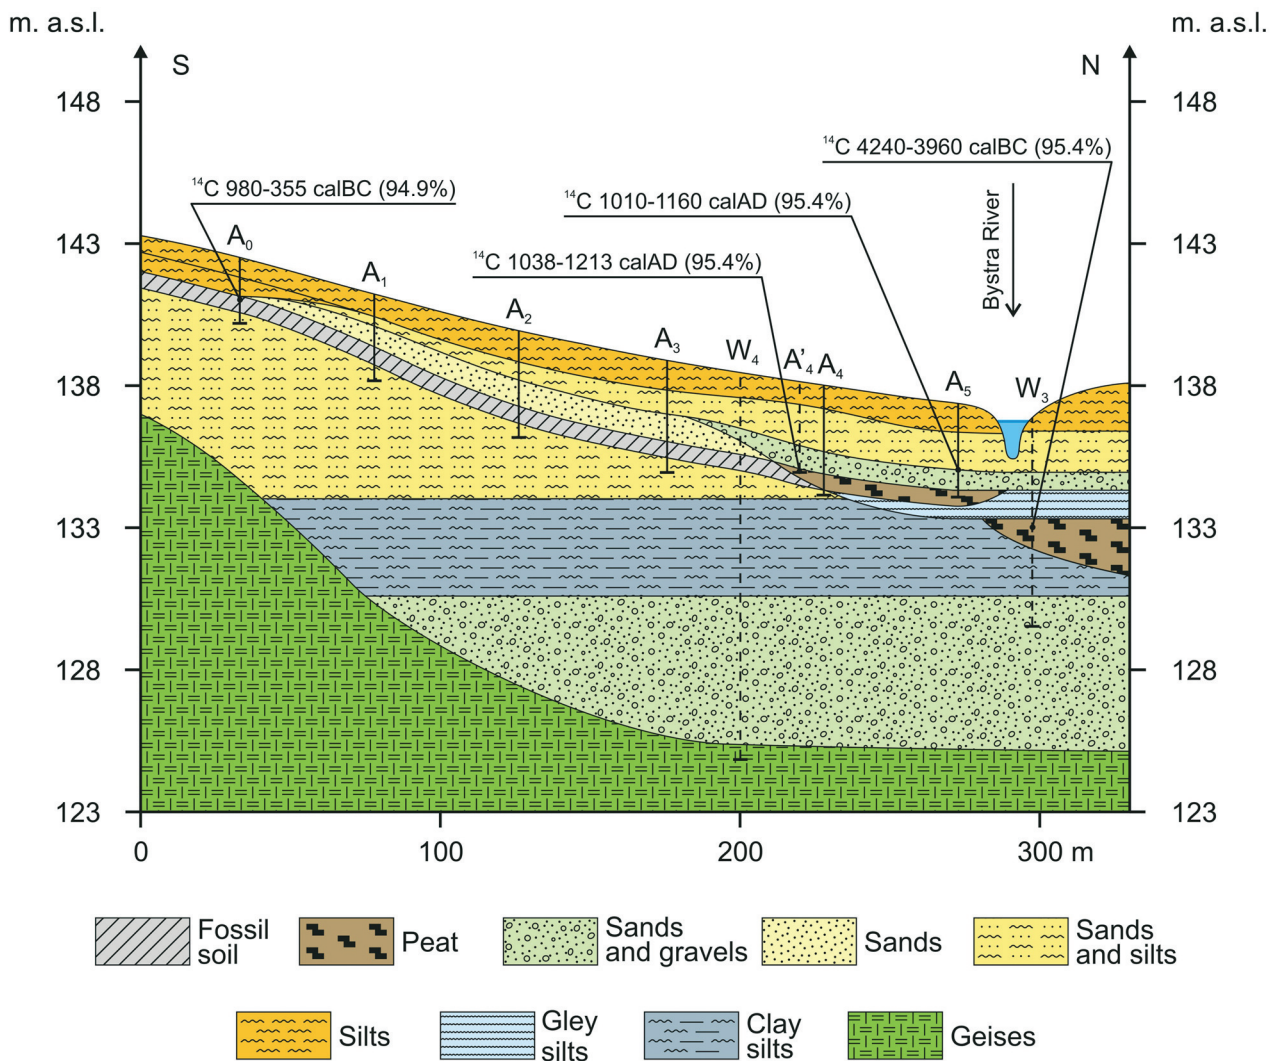 m. a.s.l.
m. a.s.l.
S
N
148
148
¹⁴C 4240-3960 calBC (95.4%)
¹⁴C 980-355 calBC (94.9%)
¹⁴C 1010-1160 calAD (95.4%)
Bystra River
143
143
A₀
¹⁴C 1038-1213 calAD (95.4%)
A₁
A₂
A₃
W₄
A'₄
A₄
A₅
W₃
138
138
133
133
128
128
123
123
0
100
200
300 m
Fossil
soil
Peat
Sands
and gravels
Sands
Sands
and silts
Silts
Gley
silts
Clay
silts
Geises